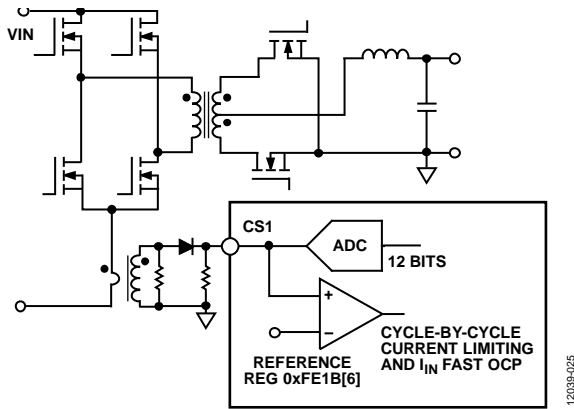 VIN
CS1
ADC
12 BITS
+
−
REFERENCE
REG 0xFE1B[6]
CYCLE-BY-CYCLE
CURRENT LIMITING
AND IIN FAST OCP
12039-025